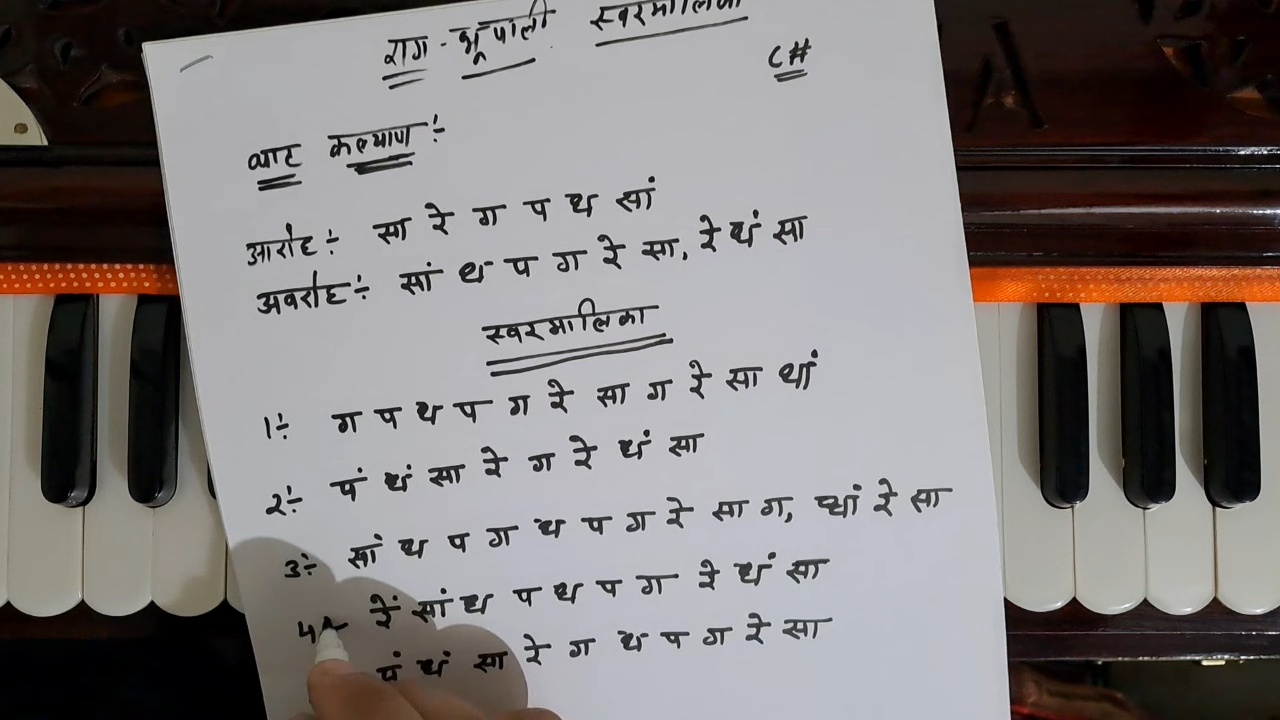 राग - भूपाली स्वरमालिका
C#
थाट कल्याण ÷
आरोह ÷ सा रे ग प ध सां
अवरोह ÷ सां ध प ग रे सा, रे धं सा
स्वरमालिका
1 ÷ ग प ध प ग रे सा ग रे सा धां
2 ÷ पं धं सा रे ग रे धं सा
3 ÷ सां ध प ग ध प ग रे सा ग, ध्यां रे सा
4 रें सां ध प ध प ग रे धं सा
पं धं सा रे ग ध प ग रे सा